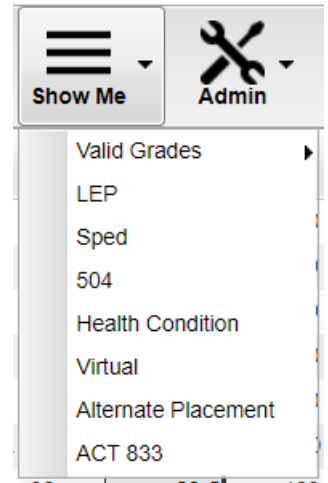 Show Me
Admin
Valid Grades
LEP
Sped
504
Health Condition
Virtual
Alternate Placement
ACT 833